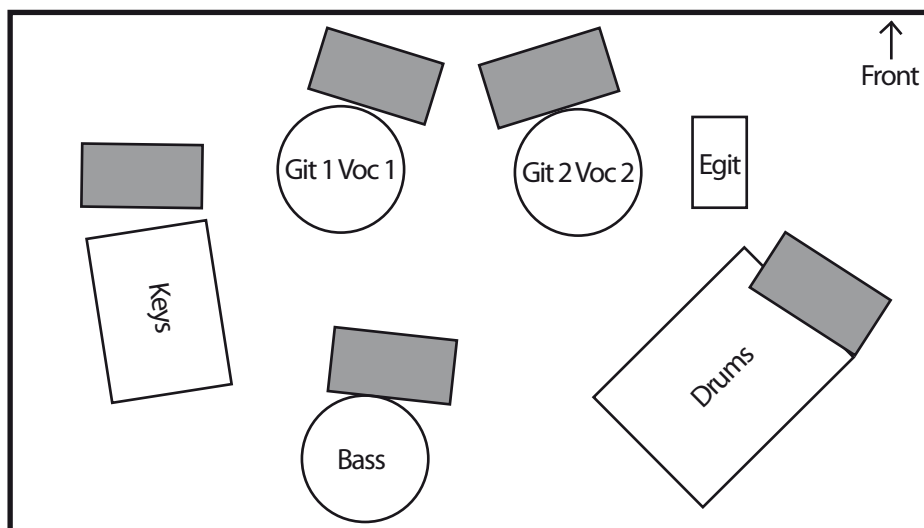 Front
Git 1 Voc 1
Git 2 Voc 2
Egit
Keys
Drums
Bass